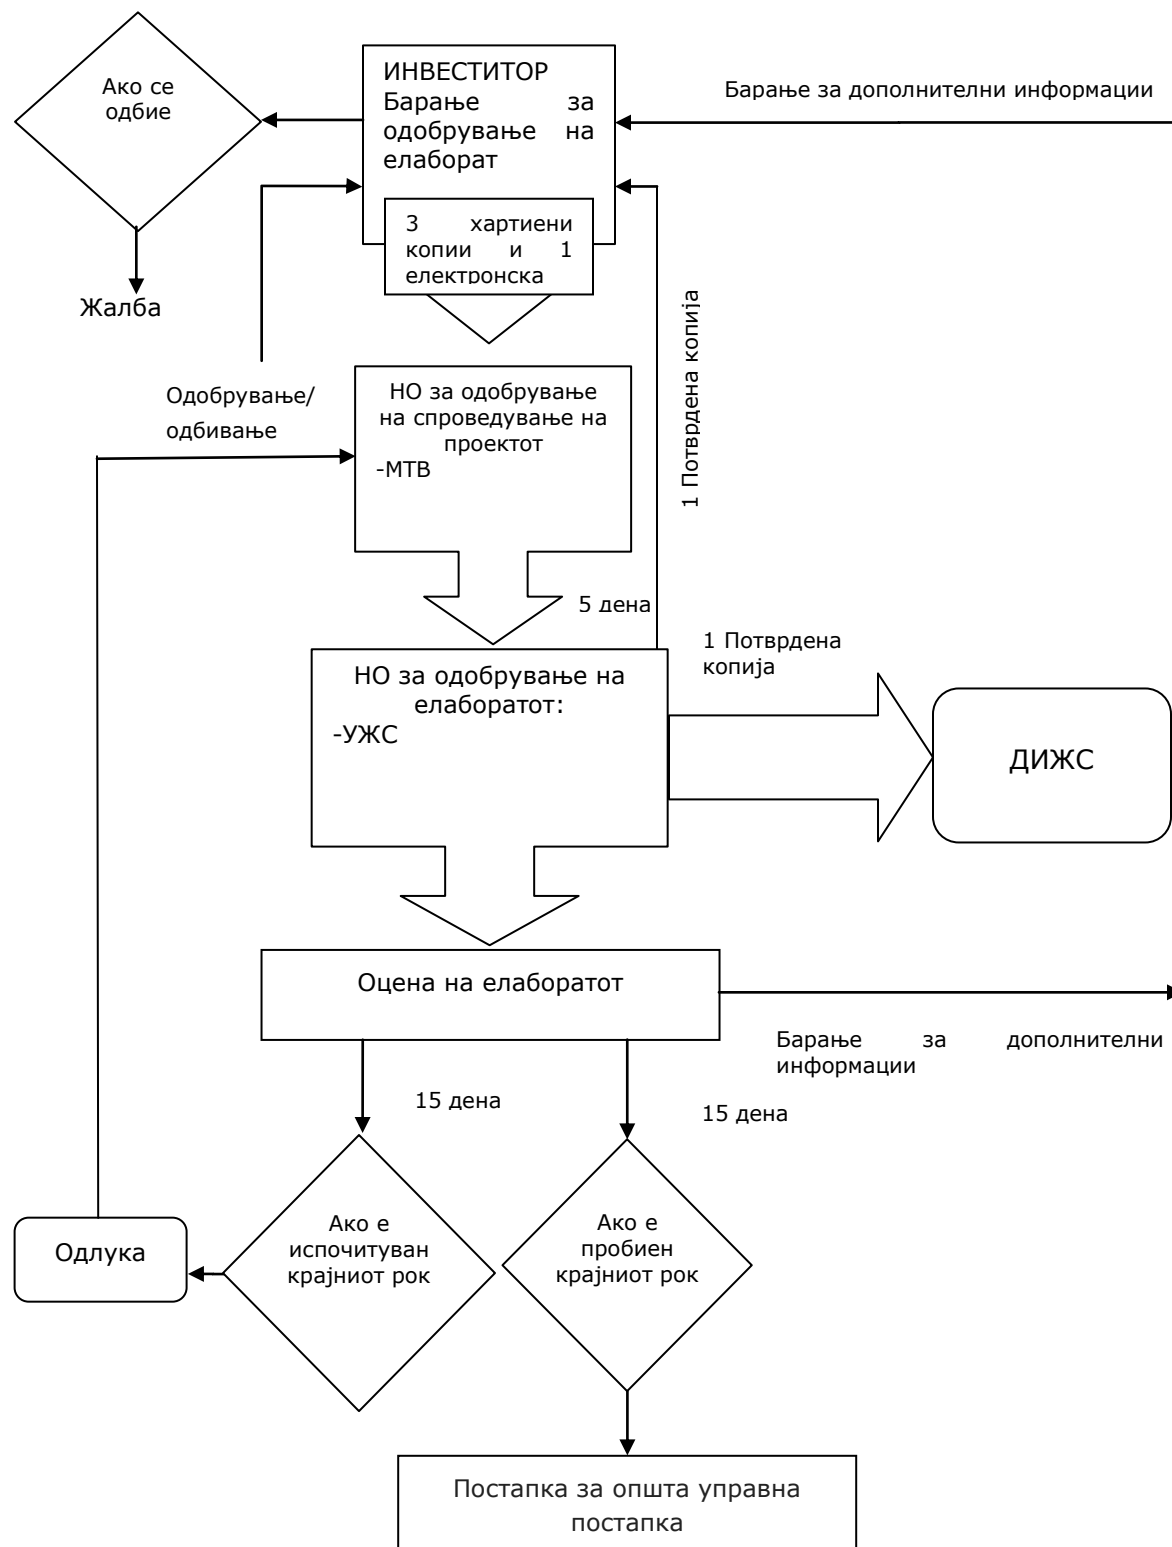 Ако се
одбие
ИНВЕСТИТОР
Барање за
одобрување на
елаборат
Барање за дополнителни информации
3 хартиени
копии и 1
електронска
Жалба
1 Потврдена копија
Одобрување/
одбивање
НО за одобрување
на спроведување на
проектот
-МТВ
5 дена
1 Потврдена
копија
НО за одобрување на
елаборатот:
-УЖС
ДИЖС
Оцена на елаборатот
Барање за дополнителни
информации
15 дена
15 дена
Ако е
испочитуван
крајниот рок
Ако е
пробиен
крајниот рок
Одлука
Постапка за општа управна
постапка